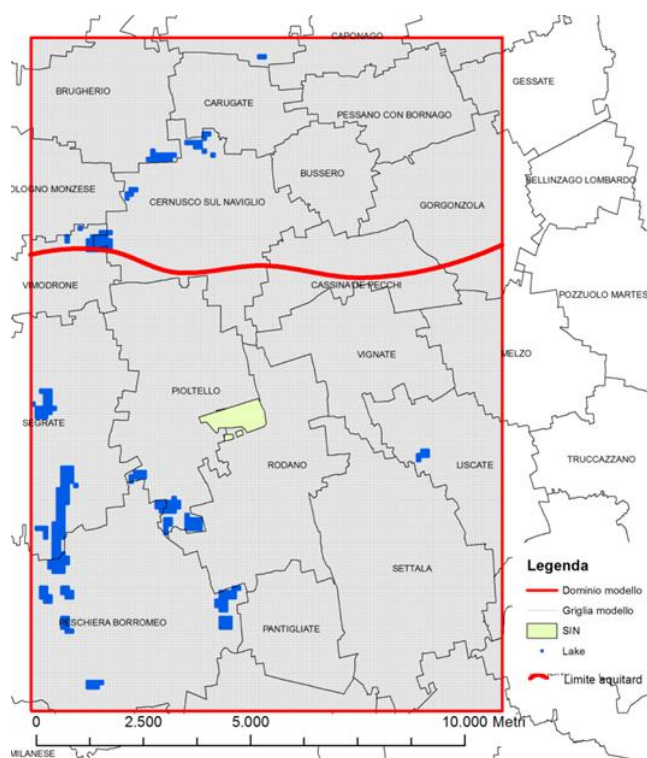 CAPONAGO
GESSATE
BRUGHERIO
CARUGATE
PESSANO CON BORNAGO
BUSSERO
BELLINZAGO LOMBARDO
OLOGNO MONZESE
CERNUSCO SUL NAVIGLIO
GORGONZOLA
VIMODRONE
CASSINA DE PECCHI
POZZUOLO MARTES
VIGNATE
MELZO
PIOLTELLO
SEGRATE
RODANO
LISCATE
TRUCCAZZANO
SETTALA
PESCHIERA BORROMEO
PANTIGLIATE
Legenda
Dominio modello
Griglia modello
SIN
Lake
Limite aquitard
0 2.500 5.000 10.000 Metri
MILANESE